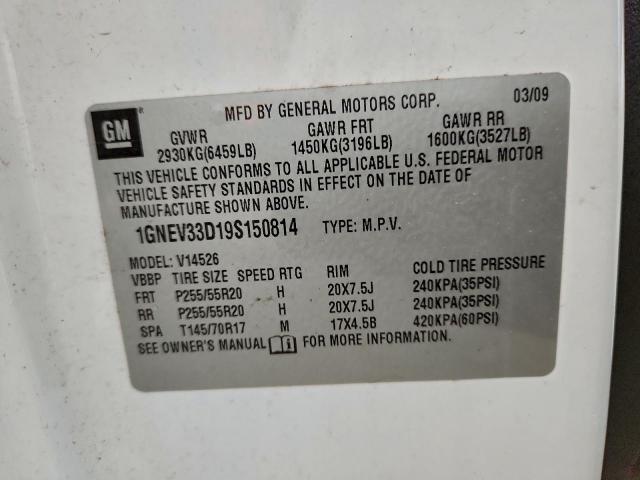 GM ®
MFD BY GENERAL MOTORS CORP. 03/09
GVWR GAWR FRT GAWR RR
2930KG(6459LB) 1450KG(3196LB) 1600KG(3527LB)
THIS VEHICLE CONFORMS TO ALL APPLICABLE U.S. FEDERAL MOTOR
VEHICLE SAFETY STANDARDS IN EFFECT ON THE DATE OF
MANUFACTURE SHOWN ABOVE.
1GNEV33D19S150814 TYPE: M.P.V.
MODEL: V14526
VBBP TIRE SIZE SPEED RTG RIM COLD TIRE PRESSURE
FRT P255/55R20 H 20X7.5J 240KPA(35PSI)
RR P255/55R20 H 20X7.5J 240KPA(35PSI)
SPA T145/70R17 M 17X4.5B 420KPA(60PSI)
SEE OWNER'S MANUAL FOR MORE INFORMATION.